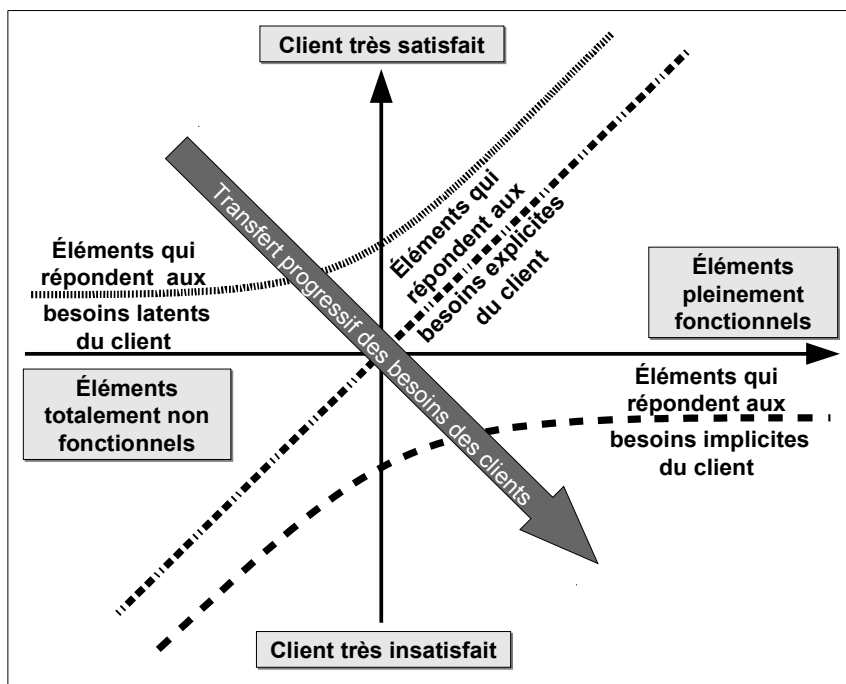 Client très satisfait
Transfert progressif des besoins des clients
Éléments qui
répondent aux
besoins explicites
du client
Éléments qui
répondent aux
besoins latents
du client
Éléments
pleinement
fonctionnels
Éléments
totalement non
fonctionnels
Éléments qui
répondent aux
besoins implicites
du client
Client très insatisfait